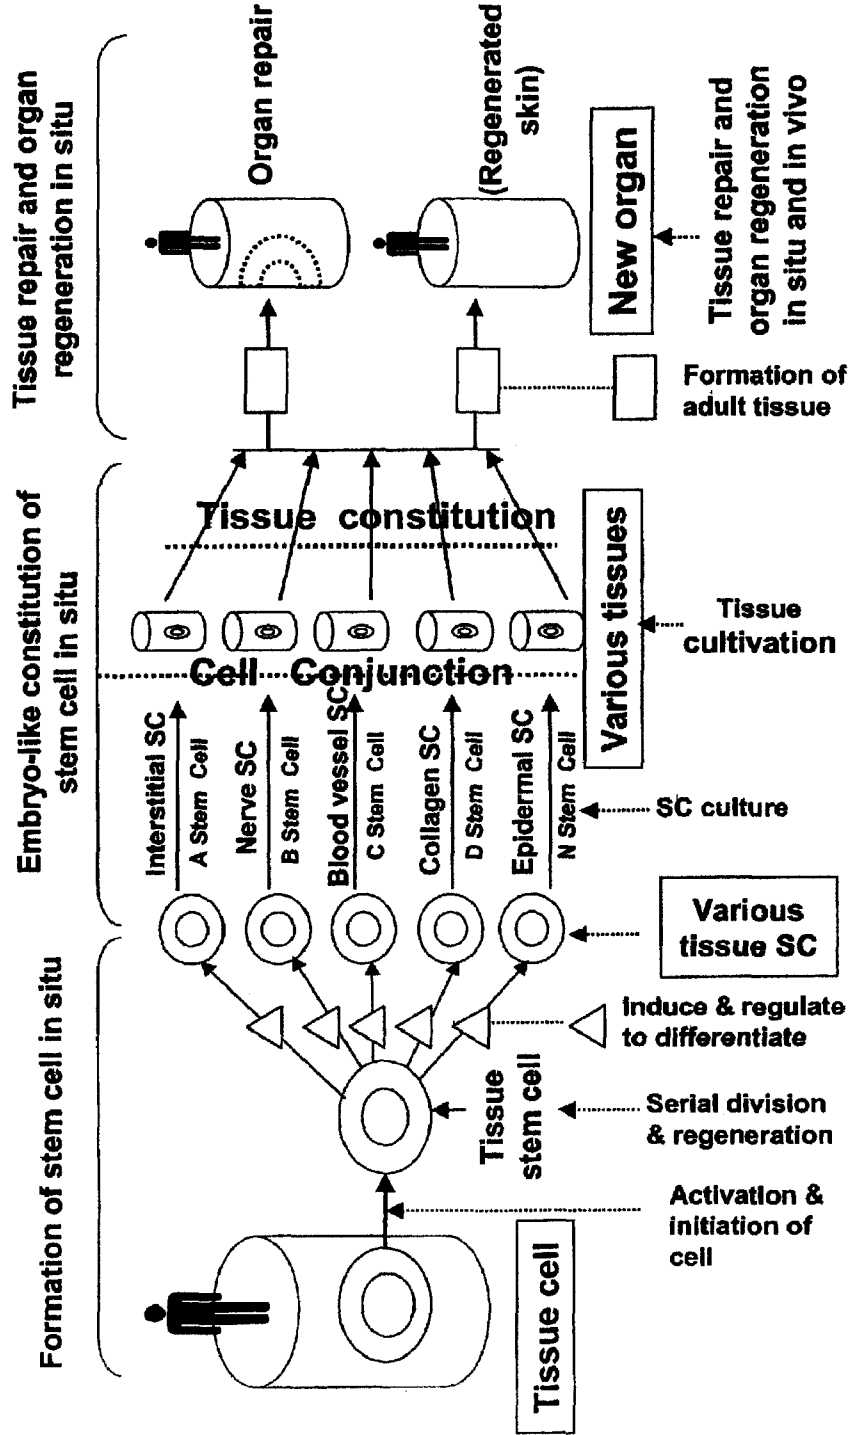 Tissue repair and organ
regeneration in situ
Organ repair
(Regenerated
skin)
New organ
Tissue repair and
organ regeneration
in situ and in vivo
Formation of
adult tissue
Embryo-like constitution of
stem cell in situ
Tissue constitution
Cell Conjunction
Various tissues
Tissue
cultivation
Interstitial SC
A Stem Cell
Nerve SC
B Stem Cell
Blood vessel SC
C Stem Cell
Collagen SC
D Stem Cell
Epidermal SC
N Stem Cell
SC culture
Various
tissue SC
Formation of stem cell in situ
Induce & regulate
to differentiate
Tissue
stem cell
Serial division
& regeneration
Activation &
initiation of
cell
Tissue cell